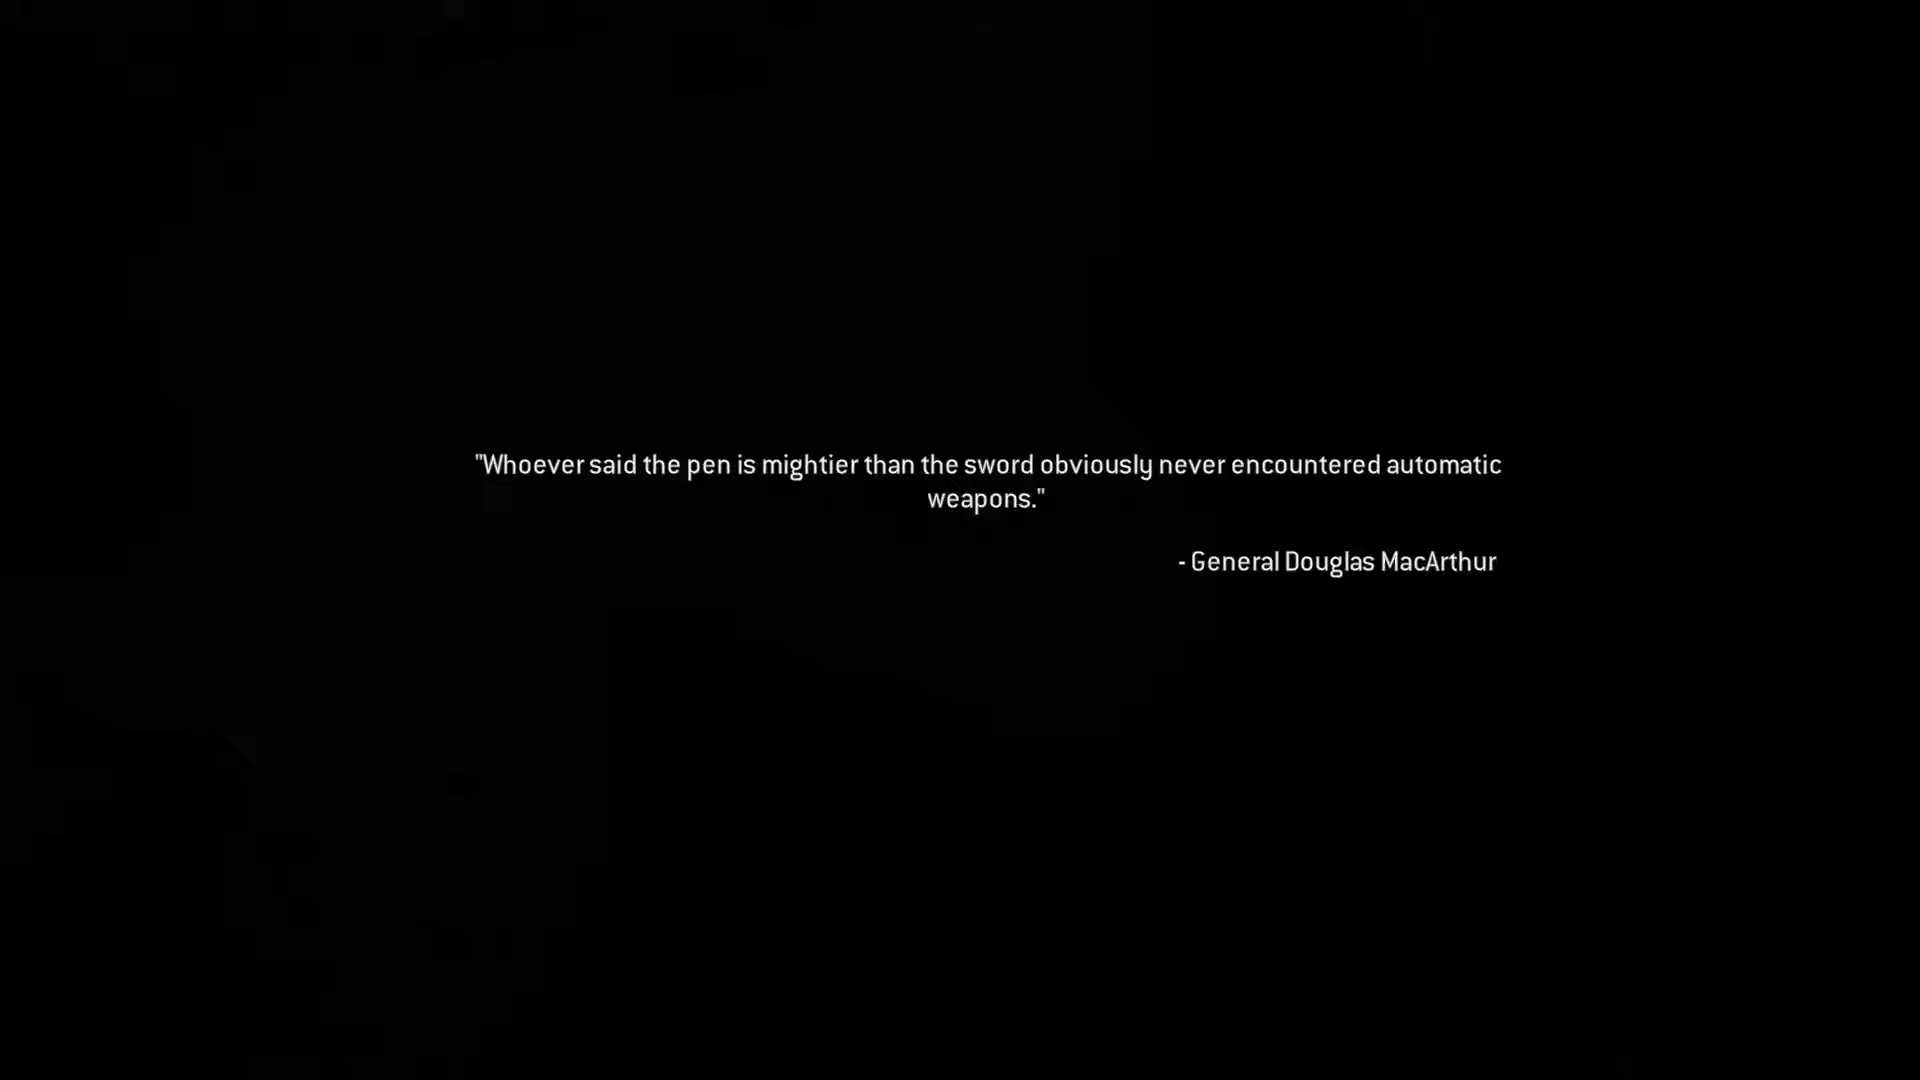 "Whoever said the pen is mightier than the sword obviously never encountered automatic
weapons."
- General Douglas MacArthur